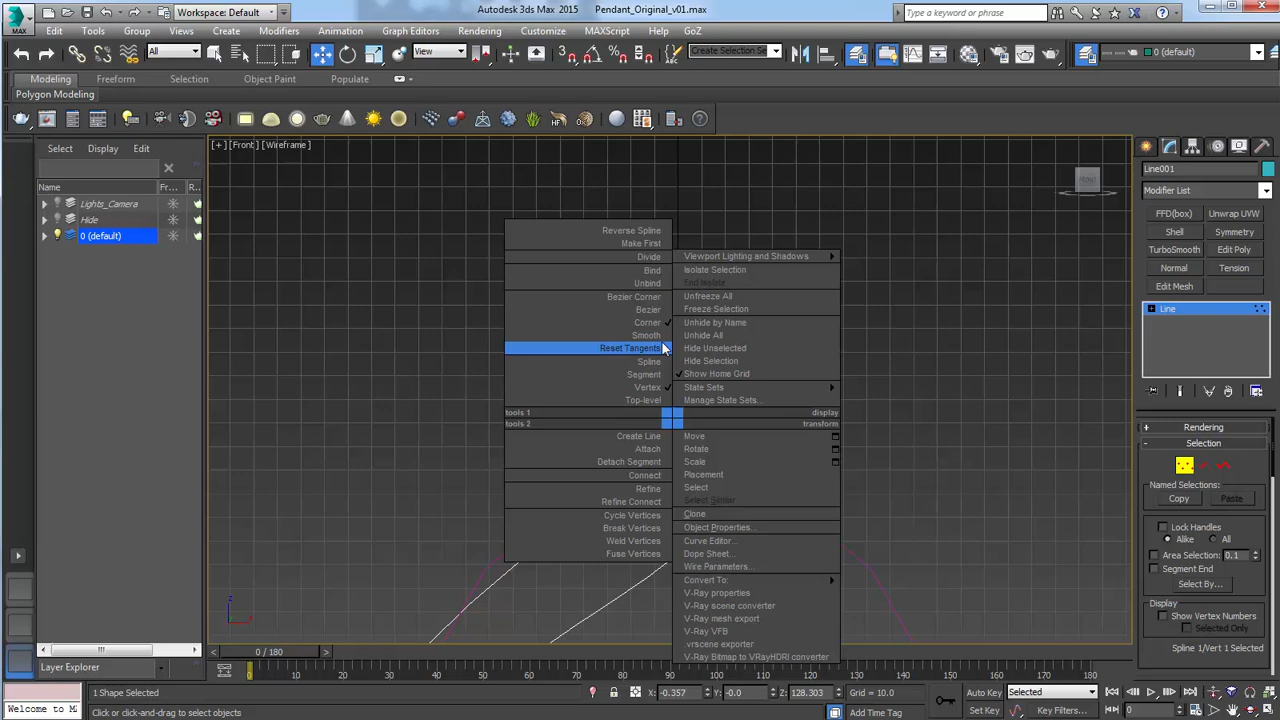 Workspace: Default
Autodesk 3ds Max 2015 Pendant_Original_v01.max
Type a keyword or phrase
MAX
Edit Tools Group Views Create Modifiers Animation Graph Editors Rendering Customize MAXScript Help GoZ
All
View
Create Selection Se
0 (default)
Modeling Freeform Selection Object Paint Populate
Polygon Modeling
Select Display Edit
Name Fr... R...
Lights_Camera
Hide
0 (default)
[+] [Front] [Wireframe]
Reverse Spline
Make First
Divide
Bind
Unbind
Bezier Corner
Bezier
Corner
Smooth
Reset Tangents
Spline
Segment
Vertex
Top-level
tools 1
tools 2
Create Line
Attach
Detach Segment
Connect
Refine
Refine Connect
Cycle Vertices
Break Vertices
Weld Vertices
Fuse Vertices
Viewport Lighting and Shadows
Isolate Selection
End Isolate
Unfreeze All
Freeze Selection
Unhide by Name
Unhide All
Hide Unselected
Hide Selection
Show Home Grid
State Sets
Manage State Sets...
display
transform
Move
Rotate
Scale
Placement
Select
Select Similar
Clone
Object Properties...
Curve Editor...
Dope Sheet...
Wire Parameters...
Convert To:
V-Ray properties
V-Ray scene converter
V-Ray mesh export
V-Ray VFB
.vrscene exporter
V-Ray Bitmap to VRayHDRI converter
Line001
Modifier List
FFD(box) Unwrap UVW
Shell Symmetry
TurboSmooth Edit Poly
Normal Tension
Edit Mesh
Line
Rendering
Selection
Named Selections:
Copy Paste
Lock Handles
Alike All
Area Selection: 0.1
Segment End
Select By...
Display
Show Vertex Numbers
Selected Only
Spline 1/Vert 1 Selected
0 / 180
Layer Explorer
0 10 20 30 40 50 60 70 80 90 100 110 120 130 140 150 160 170 180
1 Shape Selected
X: -0.357 Y: -0.0 Z: 128.303 Grid = 10.0
Auto Key Selected
Welcome to M
Click or click-and-drag to select objects
Add Time Tag
Set Key Key Filters...
0